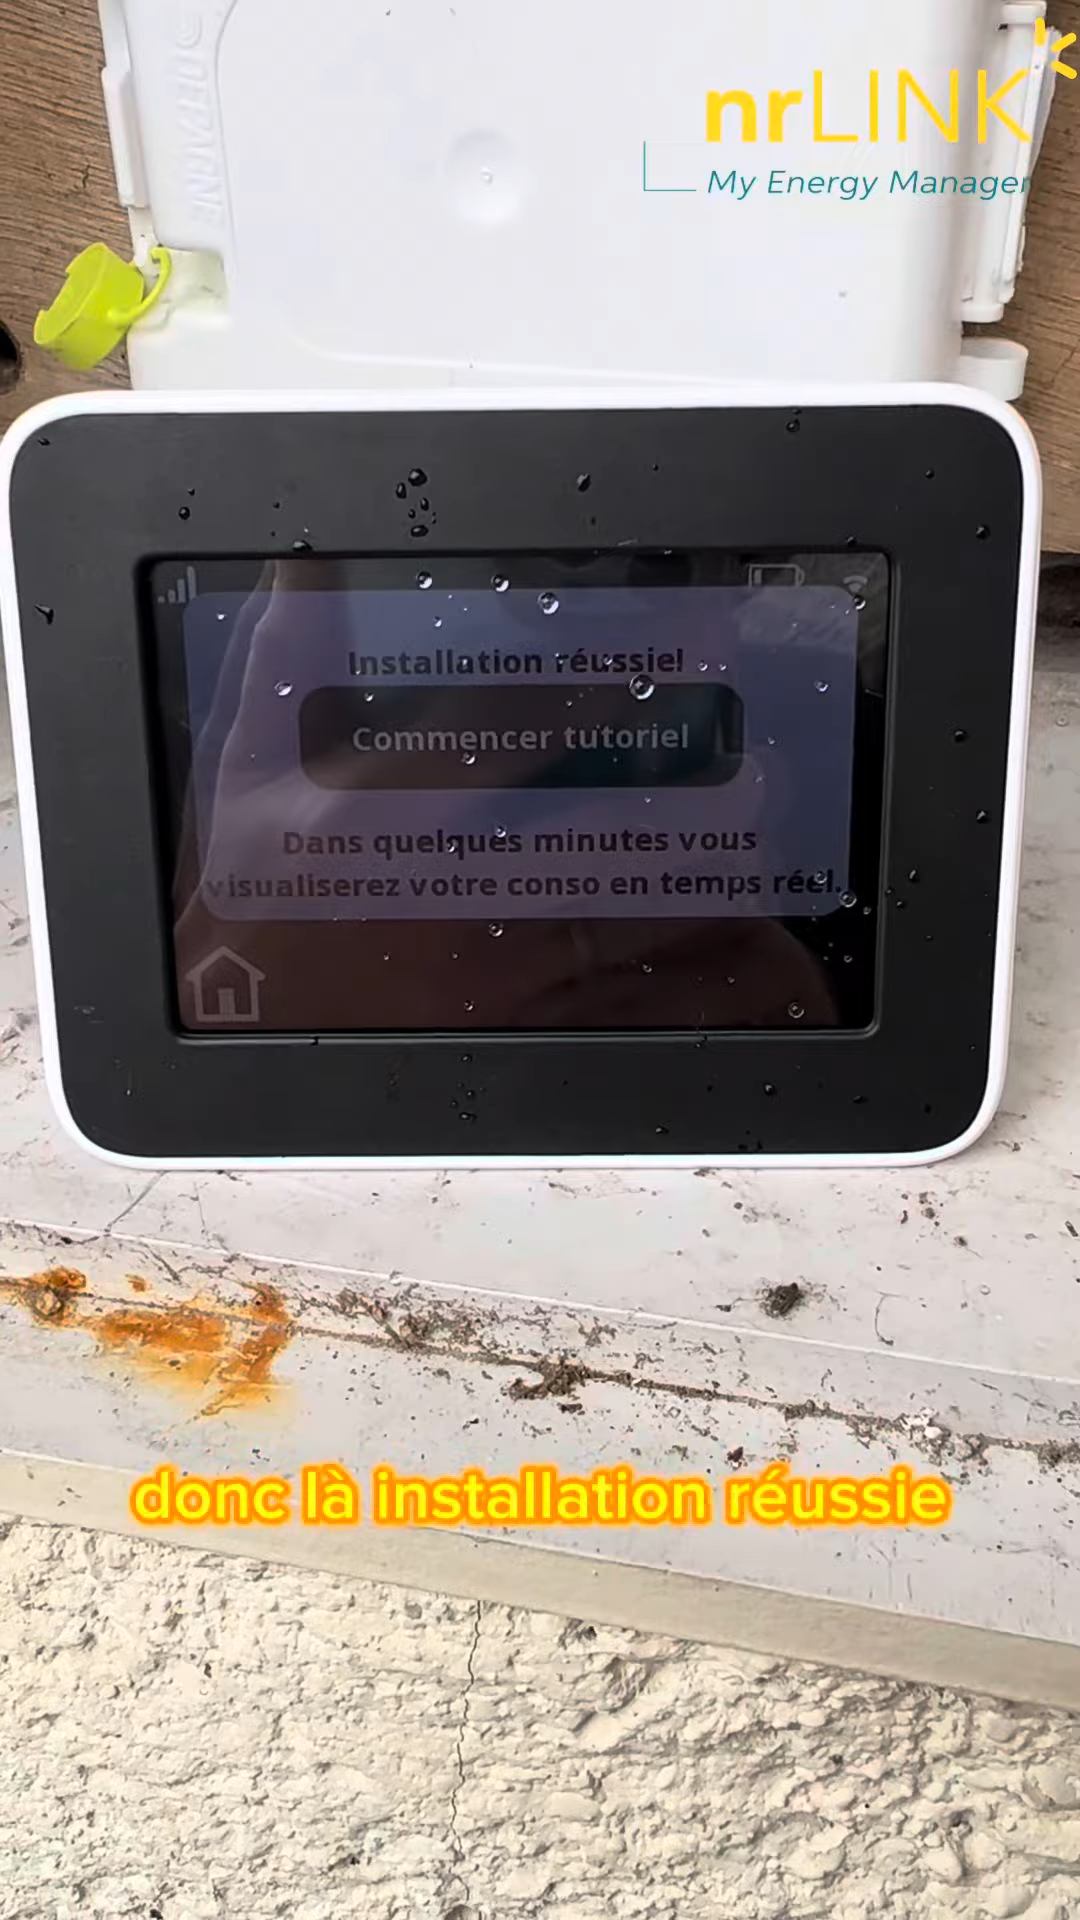 nrLINK
My Energy Manager
Installation réussie!
Commencer tutoriel
Dans quelques minutes vous
visualiserez votre conso en temps réel.
donc là installation réussie